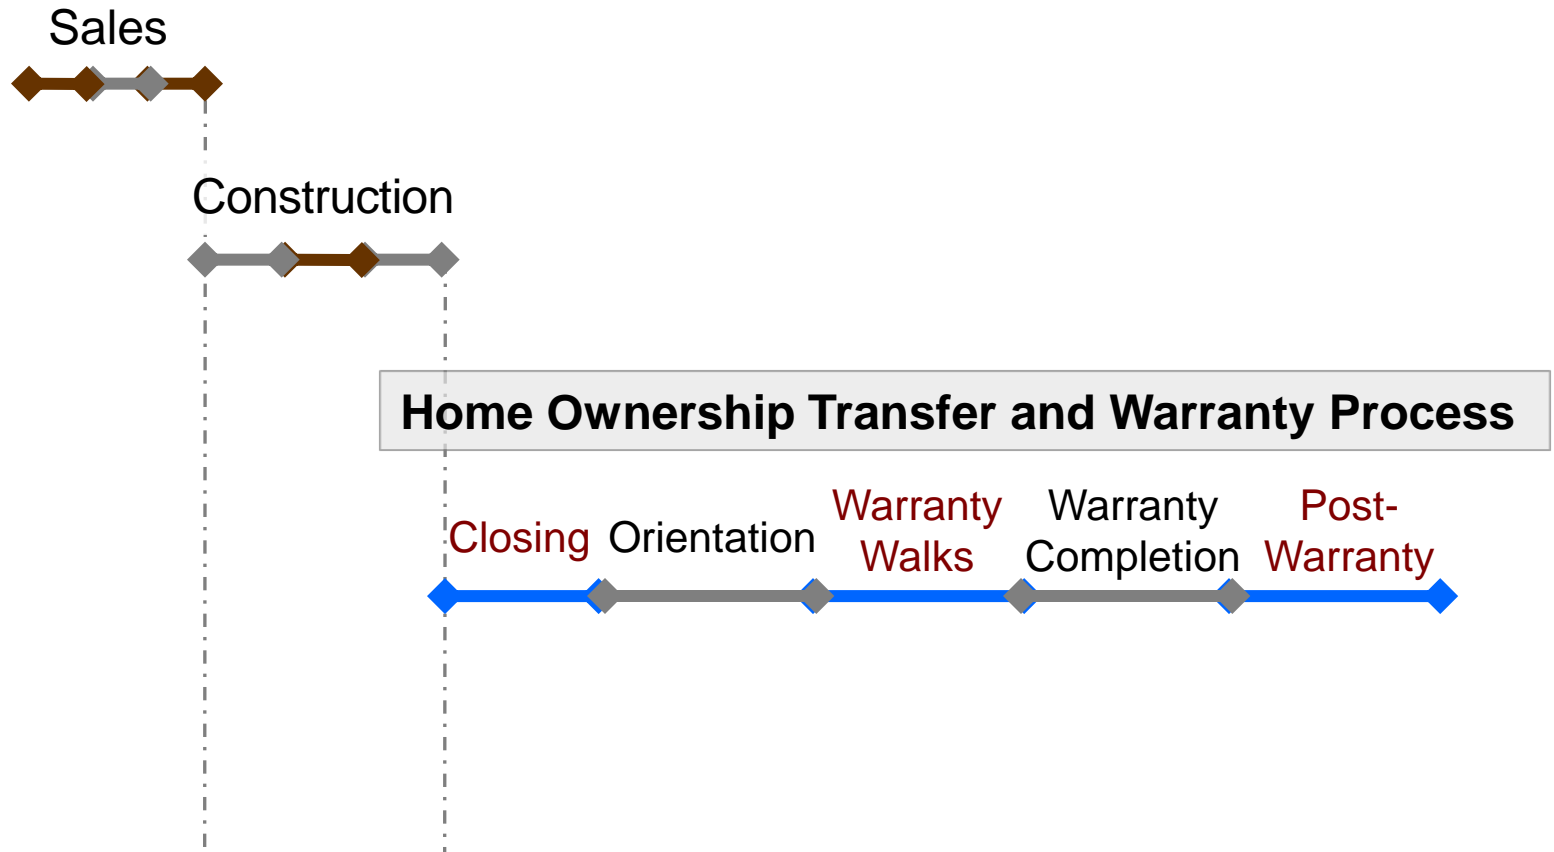 Sales
Construction
Home Ownership Transfer and Warranty Process
Closing
Orientation
Warranty
Walks
Warranty
Completion
Post-
Warranty